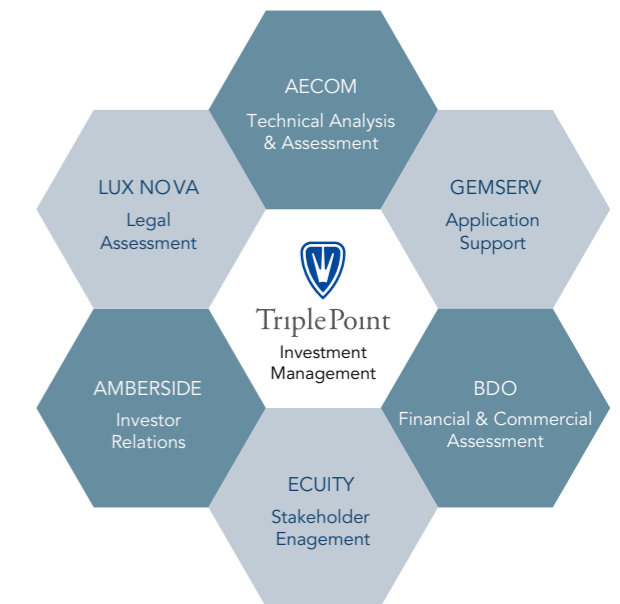 AECOM
Technical Analysis
& Assessment
LUX NOVA
Legal
Assessment
GEMSERV
Application
Support
TriplePoint
Investment
Management
AMBERSIDE
Investor
Relations
BDO
Financial & Commercial
Assessment
ECUITY
Stakeholder
Enagement